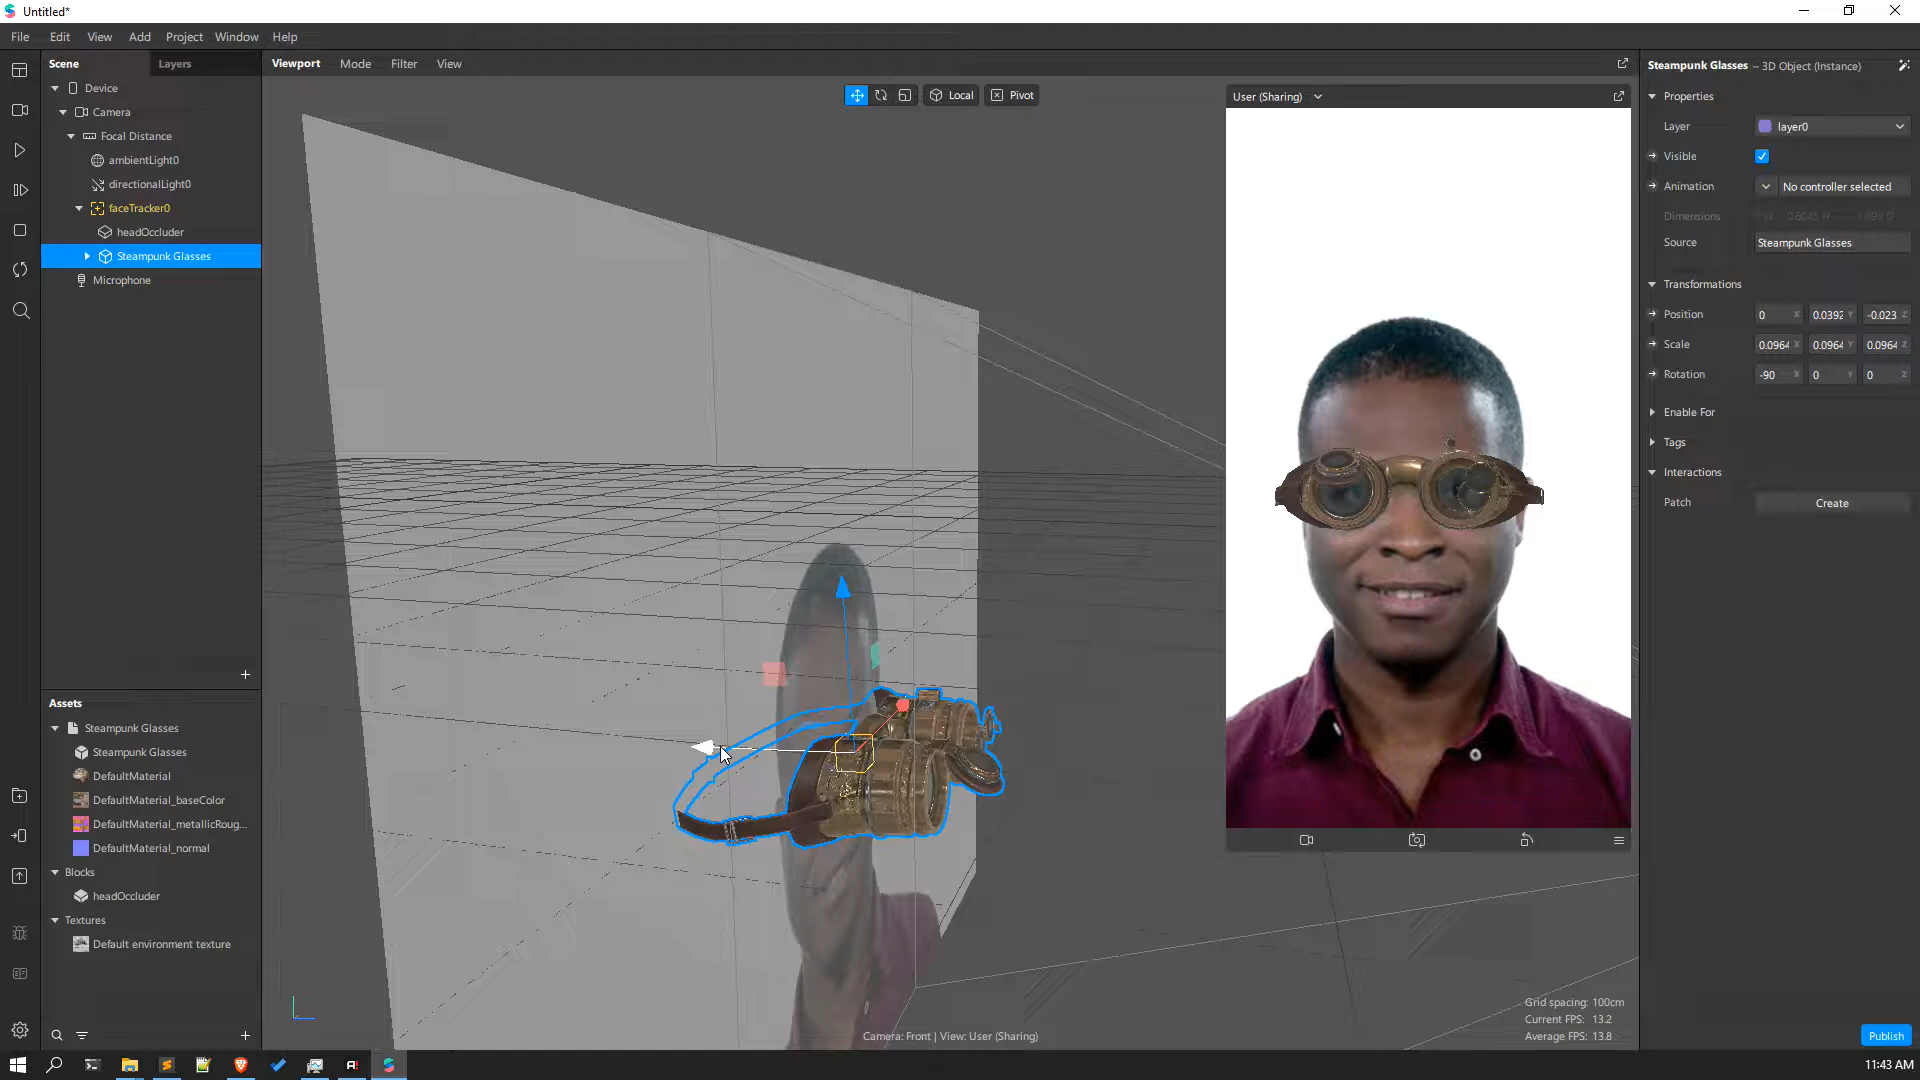 Untitled*
File Edit View Add Project Window Help
Scene Layers
Device
Camera
Focal Distance
ambientLight0
directionalLight0
faceTracker0
headOccluder
Steampunk Glasses
Microphone
Assets
Steampunk Glasses
Steampunk Glasses
DefaultMaterial
DefaultMaterial_baseColor
DefaultMaterial_metallicRoug...
DefaultMaterial_normal
Blocks
headOccluder
Textures
Default environment texture
Viewport Mode Filter View
Local Pivot
User (Sharing)
Camera: Front | View: User (Sharing)
Grid spacing: 100cm
Current FPS: 13.2
Average FPS: 13.8
Steampunk Glasses – 3D Object (Instance)
Properties
Layer layer0
Visible
Animation No controller selected
Dimensions
Source Steampunk Glasses
Transformations
Position 0 X 0.0392 Y -0.023 Z
Scale 0.0964 X 0.0964 Y 0.0964 Z
Rotation -90 X 0 Y 0 Z
Enable For
Tags
Interactions
Patch Create
Publish
11:43 AM